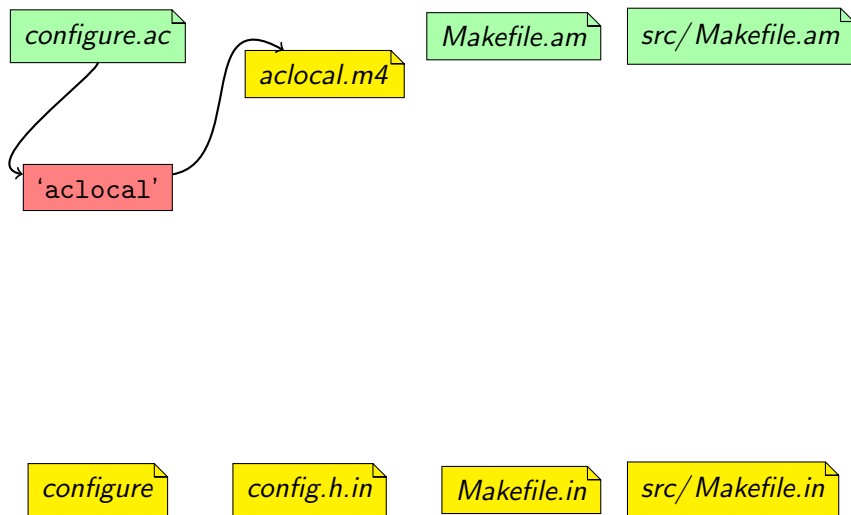 configure.ac
aclocal.m4
Makefile.am
src/Makefile.am
‘aclocal’
configure
config.h.in
Makefile.in
src/Makefile.in